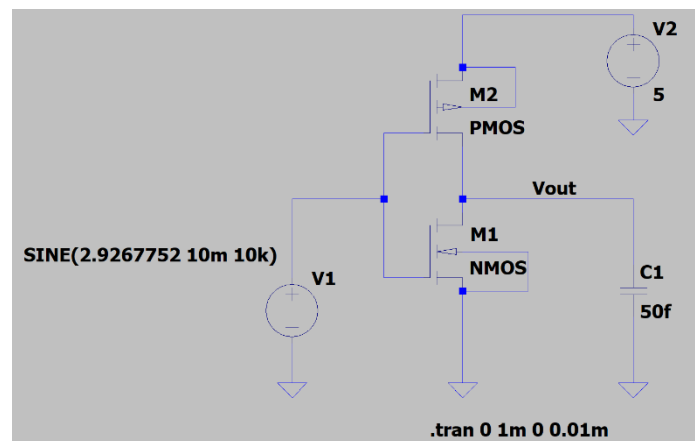 V2
5
M2
PMOS
Vout
M1
NMOS
SINE(2.9267752 10m 10k)
V1
C1
50f
.tran 0 1m 0 0.01m